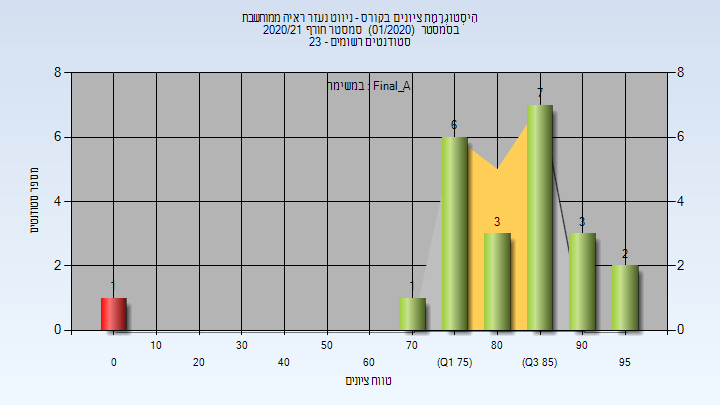 היסְטוֹגְרָמַת ציונים בקורס - ניווט נעזר ראיה ממוחשבת
בסמסטר (01/2020) סמסטר חורף 2020/21
סטודנטים רשומים - 23
במשימה : Final_A
מספר סטודנטים
8 8
6 6
4 4
2 2
0 0
1 1 6 3 7 3 2
10 30 50 70 80 90
0 20 40 60 (Q1 75) (Q3 85) 95
טווח ציונים